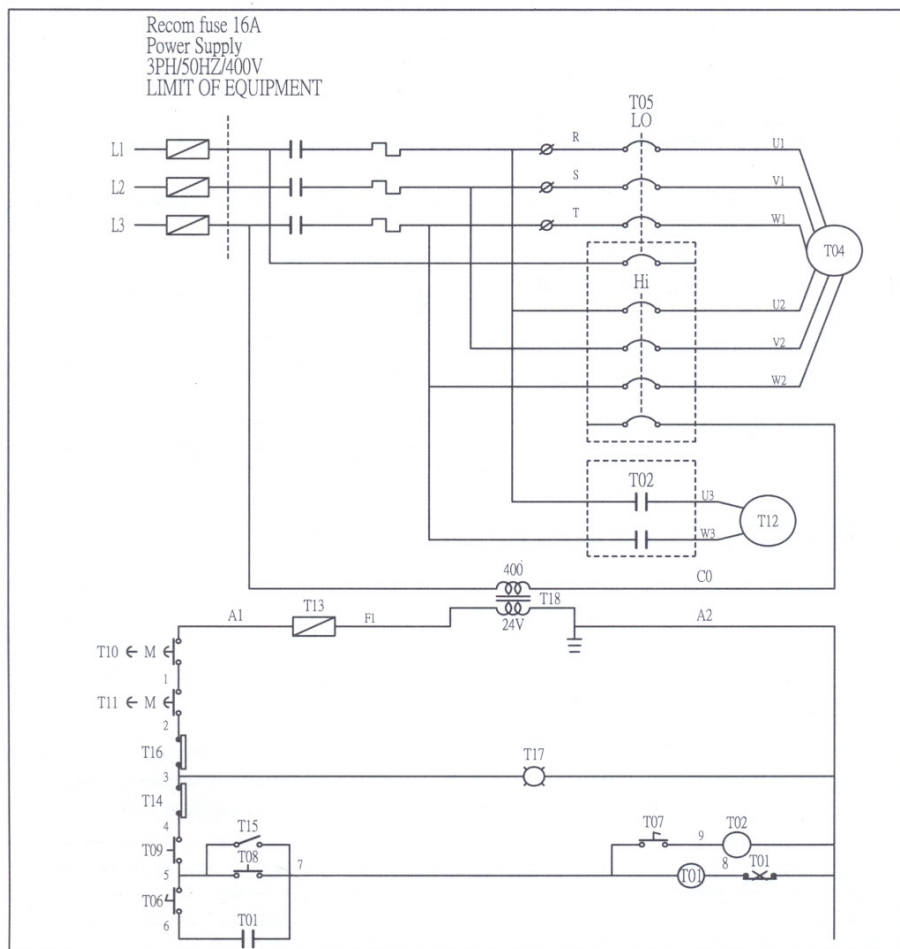 Recom fuse 16A
Power Supply
3PH/50HZ/400V
LIMIT OF EQUIPMENT
T05
LO
L1
R
U1
L2
S
V1
L3
T
W1
T04
Hi
U2
V2
W2
T02
U3
T12
W3
400
C0
T18
A1
T13
F1
24V
A2
T10 M
1
T11 M
2
T16
T17
3
T14
4
T15
T07
9
T02
T09
T08
7
8
T01
5
T01
T06
6
T01